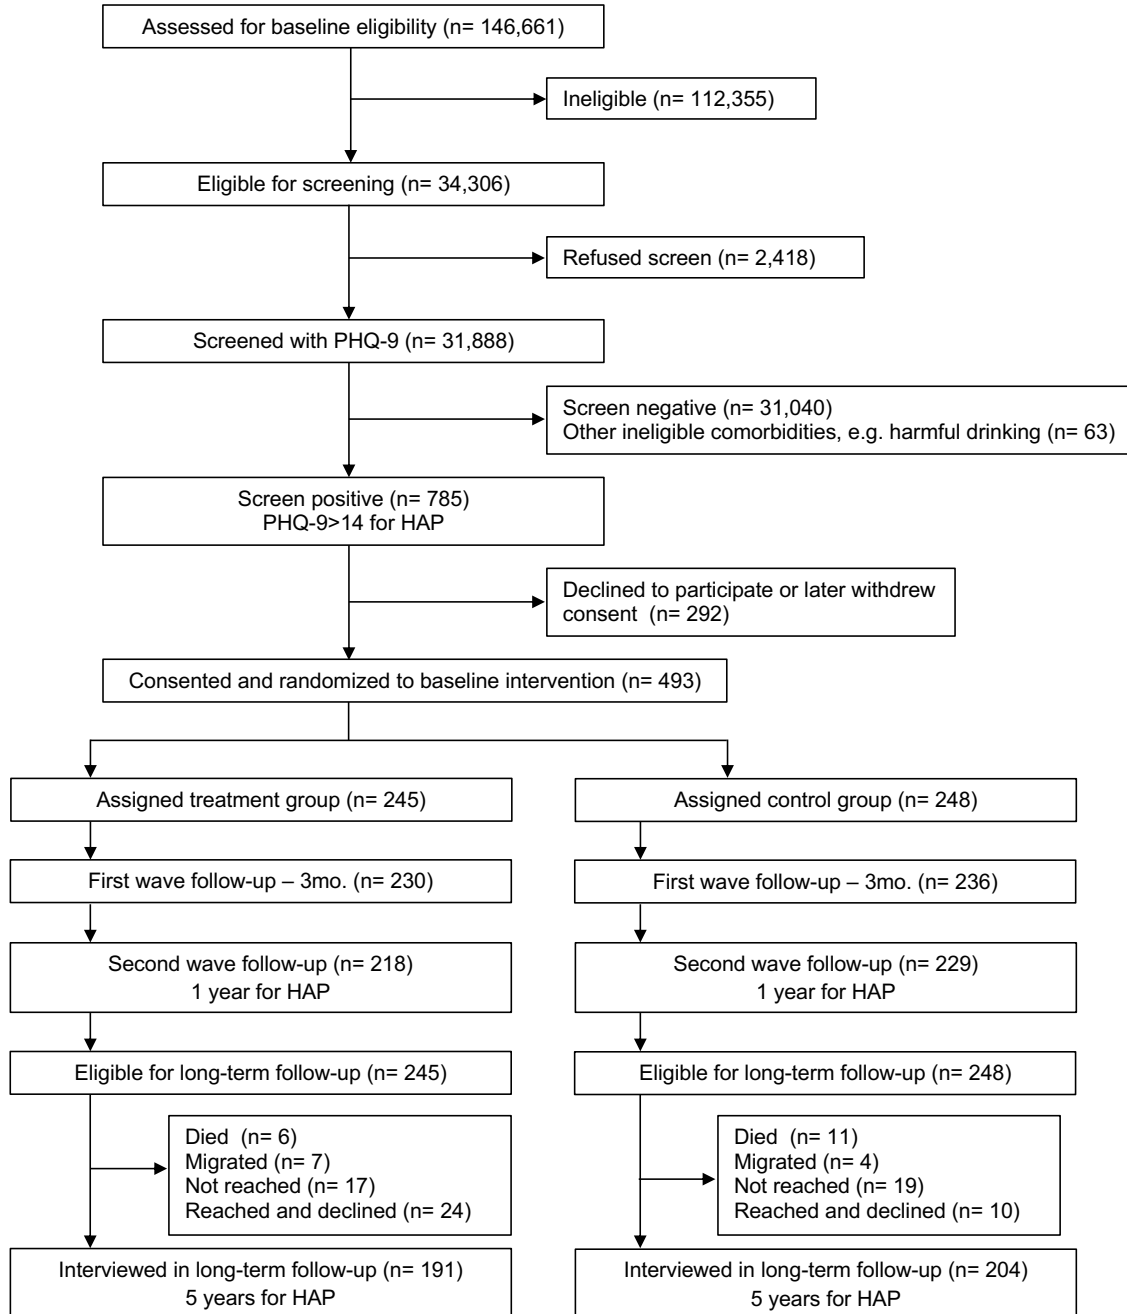 Assessed for baseline eligibility (n= 146,661)
Ineligible (n= 112,355)
Eligible for screening (n= 34,306)
Refused screen (n= 2,418)
Screened with PHQ-9 (n= 31,888)
Screen negative (n= 31,040)
Other ineligible comorbidities, e.g. harmful drinking (n= 63)
Screen positive (n= 785)
PHQ-9>14 for HAP
Declined to participate or later withdrew
consent (n= 292)
Consented and randomized to baseline intervention (n= 493)
Assigned treatment group (n= 245)
Assigned control group (n= 248)
First wave follow-up – 3mo. (n= 230)
First wave follow-up – 3mo. (n= 236)
Second wave follow-up (n= 218)
1 year for HAP
Second wave follow-up (n= 229)
1 year for HAP
Eligible for long-term follow-up (n= 245)
Eligible for long-term follow-up (n= 248)
Died (n= 6)
Migrated (n= 7)
Not reached (n= 17)
Reached and declined (n= 24)
Died (n= 11)
Migrated (n= 4)
Not reached (n= 19)
Reached and declined (n= 10)
Interviewed in long-term follow-up (n= 191)
5 years for HAP
Interviewed in long-term follow-up (n= 204)
5 years for HAP